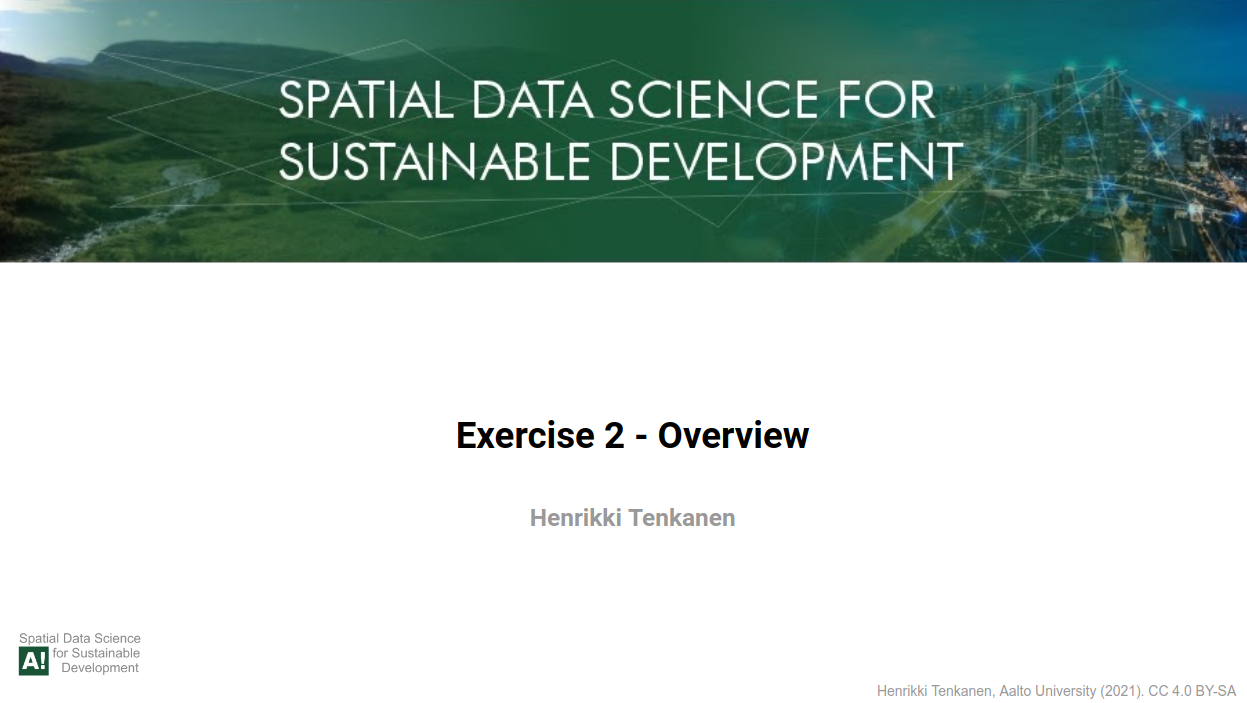 SPATIAL DATA SCIENCE FOR
SUSTAINABLE DEVELOPMENT
Exercise 2 - Overview
Henrikki Tenkanen
Spatial Data Science
A! for Sustainable
Development
Henrikki Tenkanen, Aalto University (2021). CC 4.0 BY-SA